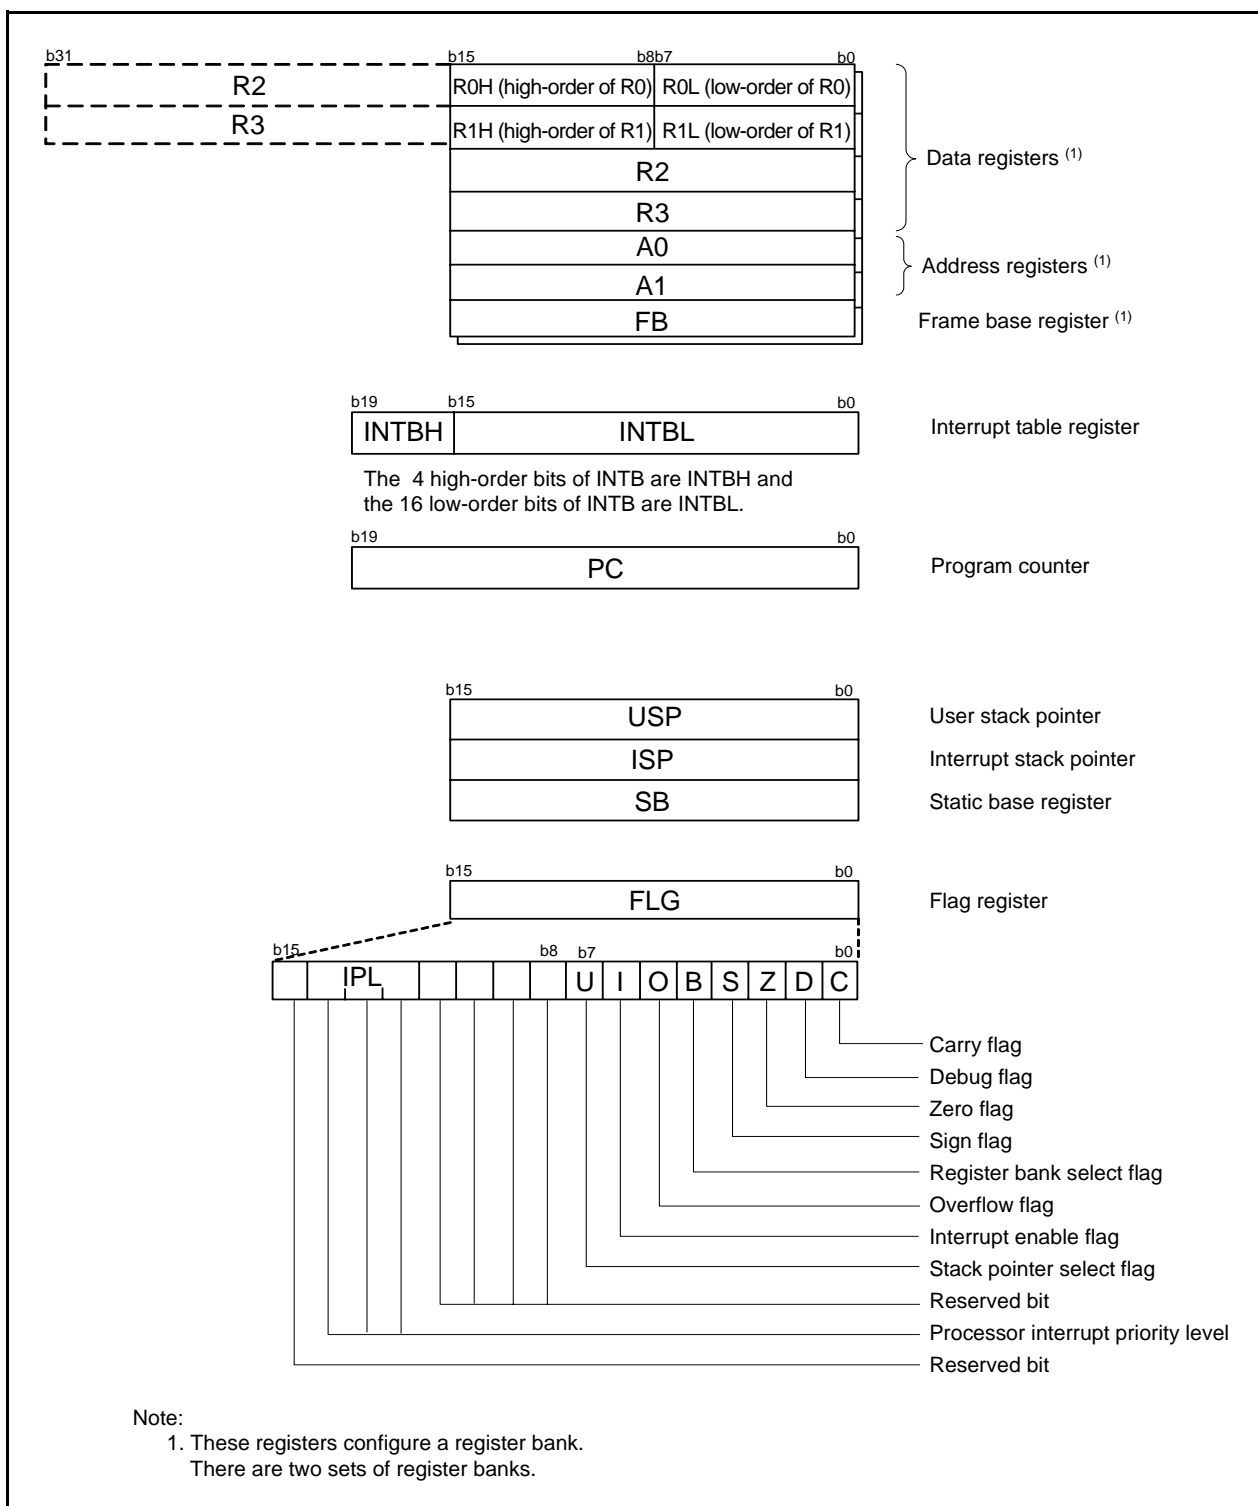 b31 b15 b8b7 b0
R2 R0H (high-order of R0) R0L (low-order of R0)
R3 R1H (high-order of R1) R1L (low-order of R1)
Data registers (1)
R2
R3
A0
Address registers (1)
A1
FB Frame base register (1)
b19 b15 b0
INTBH INTBL Interrupt table register
The 4 high-order bits of INTB are INTBH and
the 16 low-order bits of INTB are INTBL.
b19 b0
PC Program counter
b15 b0
USP User stack pointer
ISP Interrupt stack pointer
SB Static base register
b15 b0
FLG Flag register
b15 b8 b7 b0
IPL U I O B S Z D C
Carry flag
Debug flag
Zero flag
Sign flag
Register bank select flag
Overflow flag
Interrupt enable flag
Stack pointer select flag
Reserved bit
Processor interrupt priority level
Reserved bit
Note:
1. These registers configure a register bank.
There are two sets of register banks.